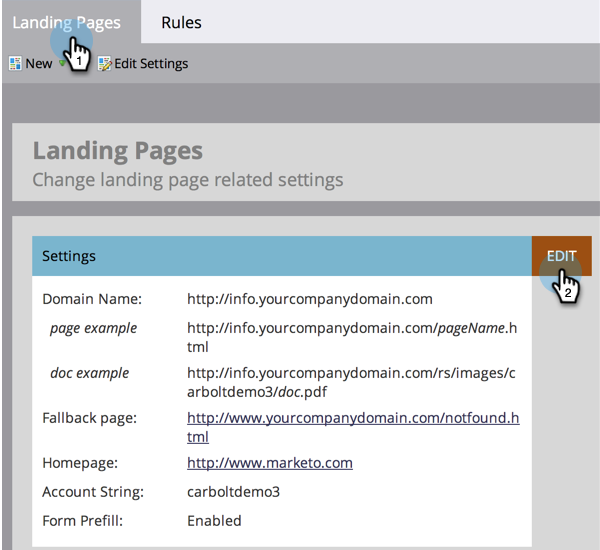 Landing Pages Rules
1
New Edit Settings
Landing Pages
Change landing page related settings
Settings EDIT
2
Domain Name: http://info.yourcompanydomain.com
page example http://info.yourcompanydomain.com/pageName.h
tml
doc example http://info.yourcompanydomain.com/rs/images/c
arboltdemo3/doc.pdf
Fallback page: http://www.yourcompanydomain.com/notfound.h
tml
Homepage: http://www.marketo.com
Account String: carboltdemo3
Form Prefill: Enabled